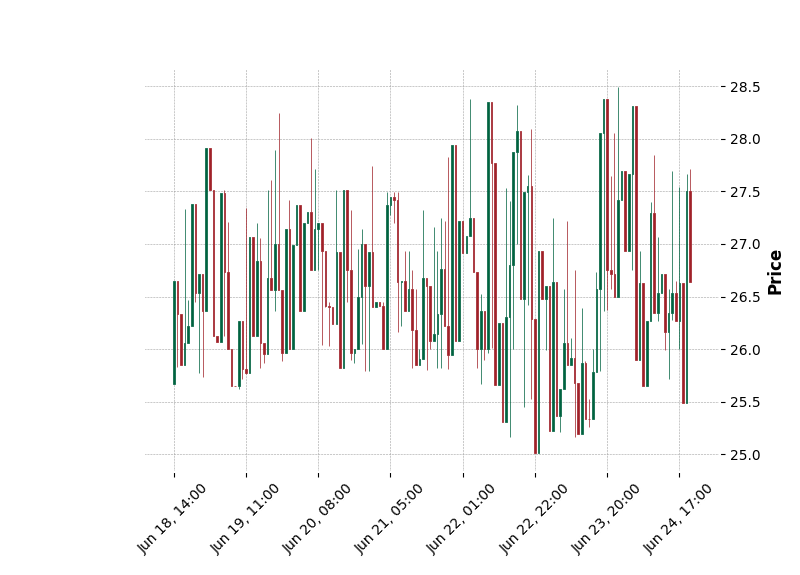 28.5
28.0
27.5
27.0
26.5
26.0
25.5
25.0
Price
Jun 18, 14:00
Jun 19, 11:00
Jun 20, 08:00
Jun 21, 05:00
Jun 22, 01:00
Jun 22, 22:00
Jun 23, 20:00
Jun 24, 17:00